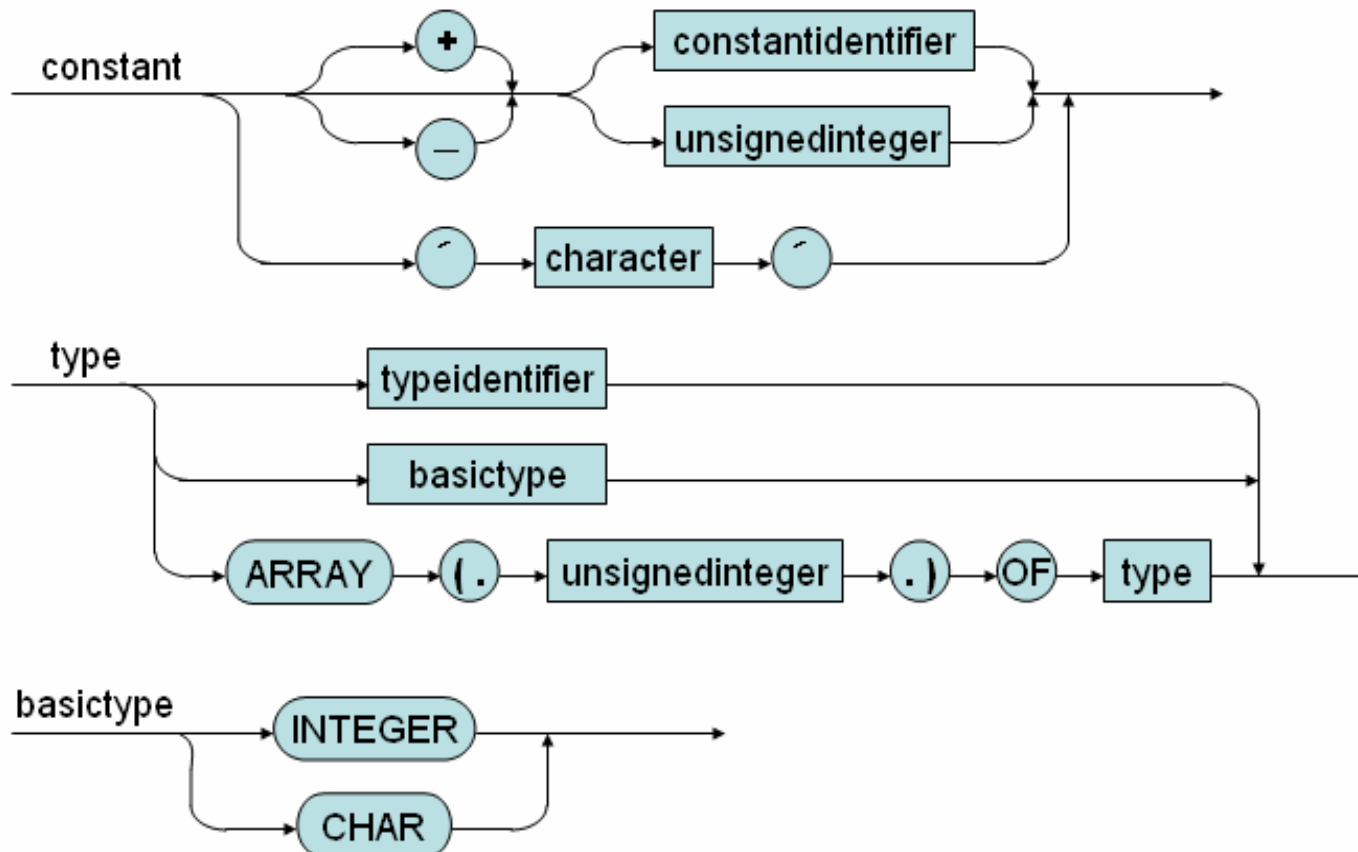 +
constantidentifier
constant
–
unsignedinteger
´ character ´
type
typeidentifier
basictype
ARRAY (. unsignedinteger .) OF type
basictype
INTEGER
CHAR